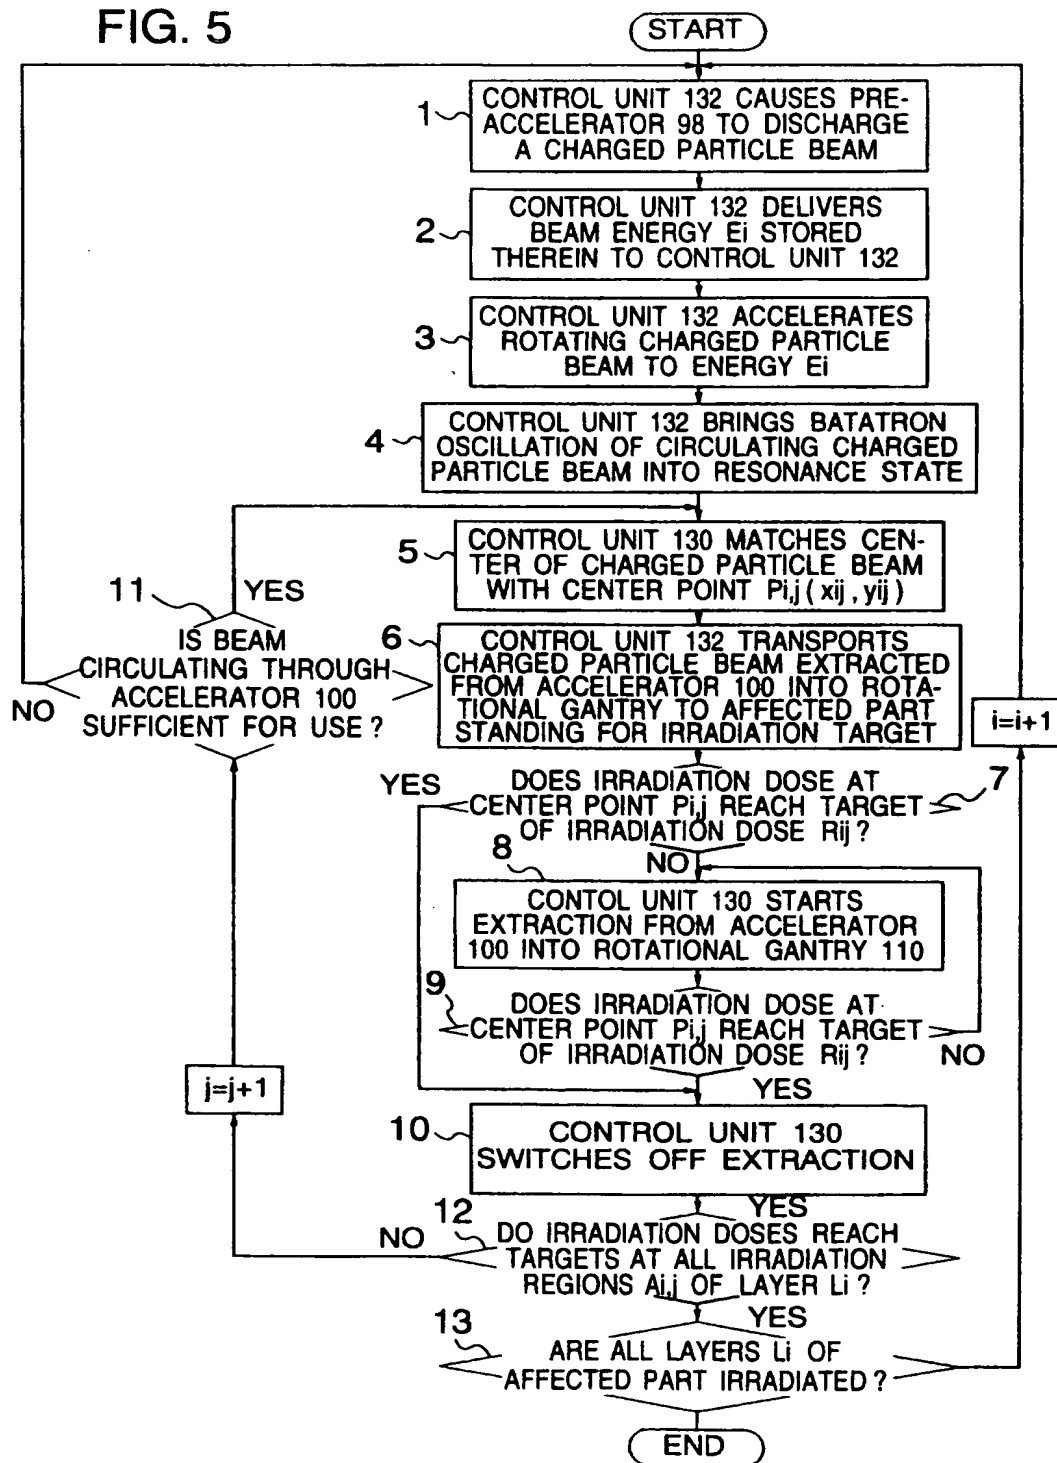 FIG. 5
START
1
CONTROL UNIT 132 CAUSES PRE-
ACCELERATOR 98 TO DISCHARGE
A CHARGED PARTICLE BEAM
2
CONTROL UNIT 132 DELIVERS
BEAM ENERGY Ei STORED
THEREIN TO CONTROL UNIT 132
3
CONTROL UNIT 132 ACCELERATES
ROTATING CHARGED PARTICLE
BEAM TO ENERGY Ei
4
CONTROL UNIT 132 BRINGS BATATRON
OSCILLATION OF CIRCULATING CHARGED
PARTICLE BEAM INTO RESONANCE STATE
5
CONTROL UNIT 130 MATCHES CEN-
TER OF CHARGED PARTICLE BEAM
WITH CENTER POINT Pi,j ( xij , yij )
11
YES
IS BEAM
CIRCULATING THROUGH
ACCELERATOR 100
SUFFICIENT FOR USE ?
NO
6
CONTROL UNIT 132 TRANSPORTS
CHARGED PARTICLE BEAM EXTRACTED
FROM ACCELERATOR 100 INTO ROTA-
TIONAL GANTRY TO AFFECTED PART
STANDING FOR IRRADIATION TARGET
i=i+1
YES
7
DOES IRRADIATION DOSE AT
CENTER POINT Pi,j REACH TARGET
OF IRRADIATION DOSE Rij ?
NO
8
CONTOL UNIT 130 STARTS
EXTRACTION FROM ACCELERATOR
100 INTO ROTATIONAL GANTRY 110
9
DOES IRRADIATION DOSE AT
CENTER POINT Pi,j REACH TARGET
OF IRRADIATION DOSE Rij ?
NO
YES
j=j+1
10
CONTROL UNIT 130
SWITCHES OFF EXTRACTION
YES
12
NO
DO IRRADIATION DOSES REACH
TARGETS AT ALL IRRADIATION
REGIONS Ai,j OF LAYER Li ?
YES
13
ARE ALL LAYERS Li OF
AFFECTED PART IRRADIATED ?
END